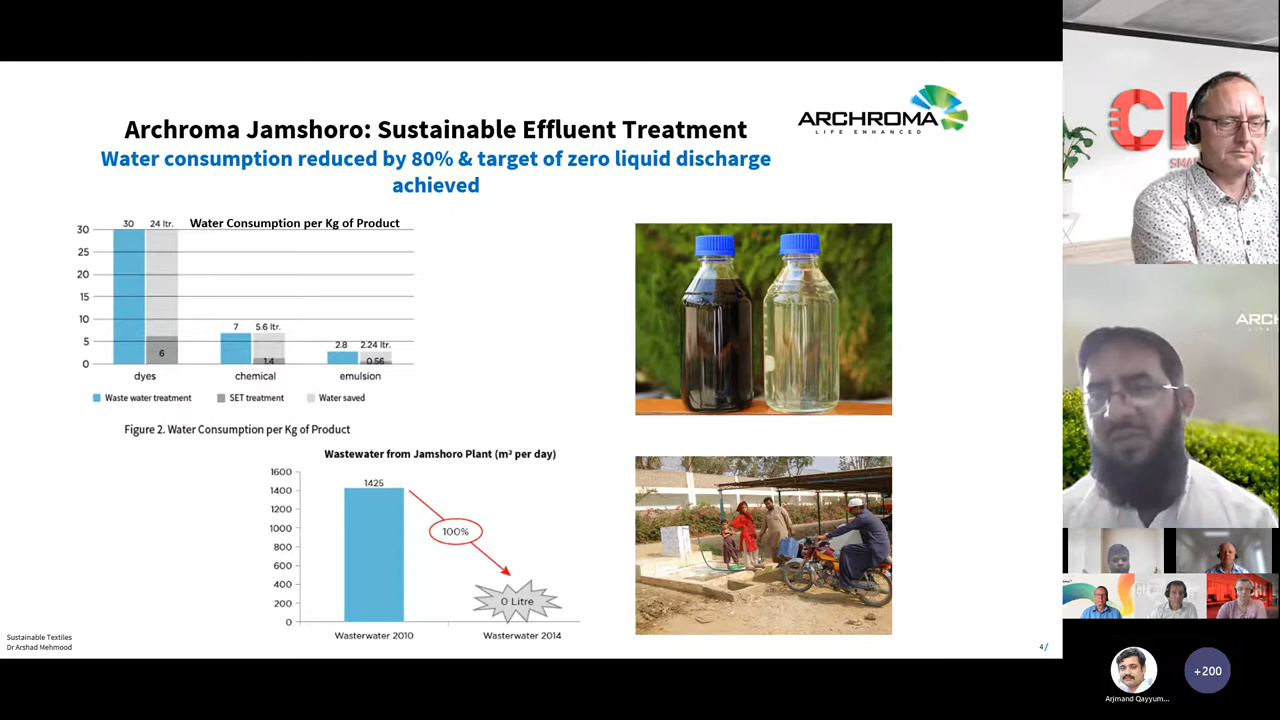 Archroma Jamshoro: Sustainable Effluent Treatment
Water consumption reduced by 80% & target of zero liquid discharge
achieved
ARCHROMA
LIFE ENHANCED
Water Consumption per Kg of Product
30
25
20
15
10
5
0
30
24 ltr.
6
7
5.6 ltr.
1.4
2.8
2.24 ltr.
0.56
dyes
chemical
emulsion
Waste water treatment
SET treatment
Water saved
Figure 2. Water Consumption per Kg of Product
Wastewater from Jamshoro Plant (m³ per day)
1600
1400
1200
1000
800
600
400
200
0
1425
100%
0 Litre
Wasterwater 2010
Wasterwater 2014
Sustainable Textiles
Dr Arshad Mehmood
4/
ARCH
Arjmand Qayyum...
+200